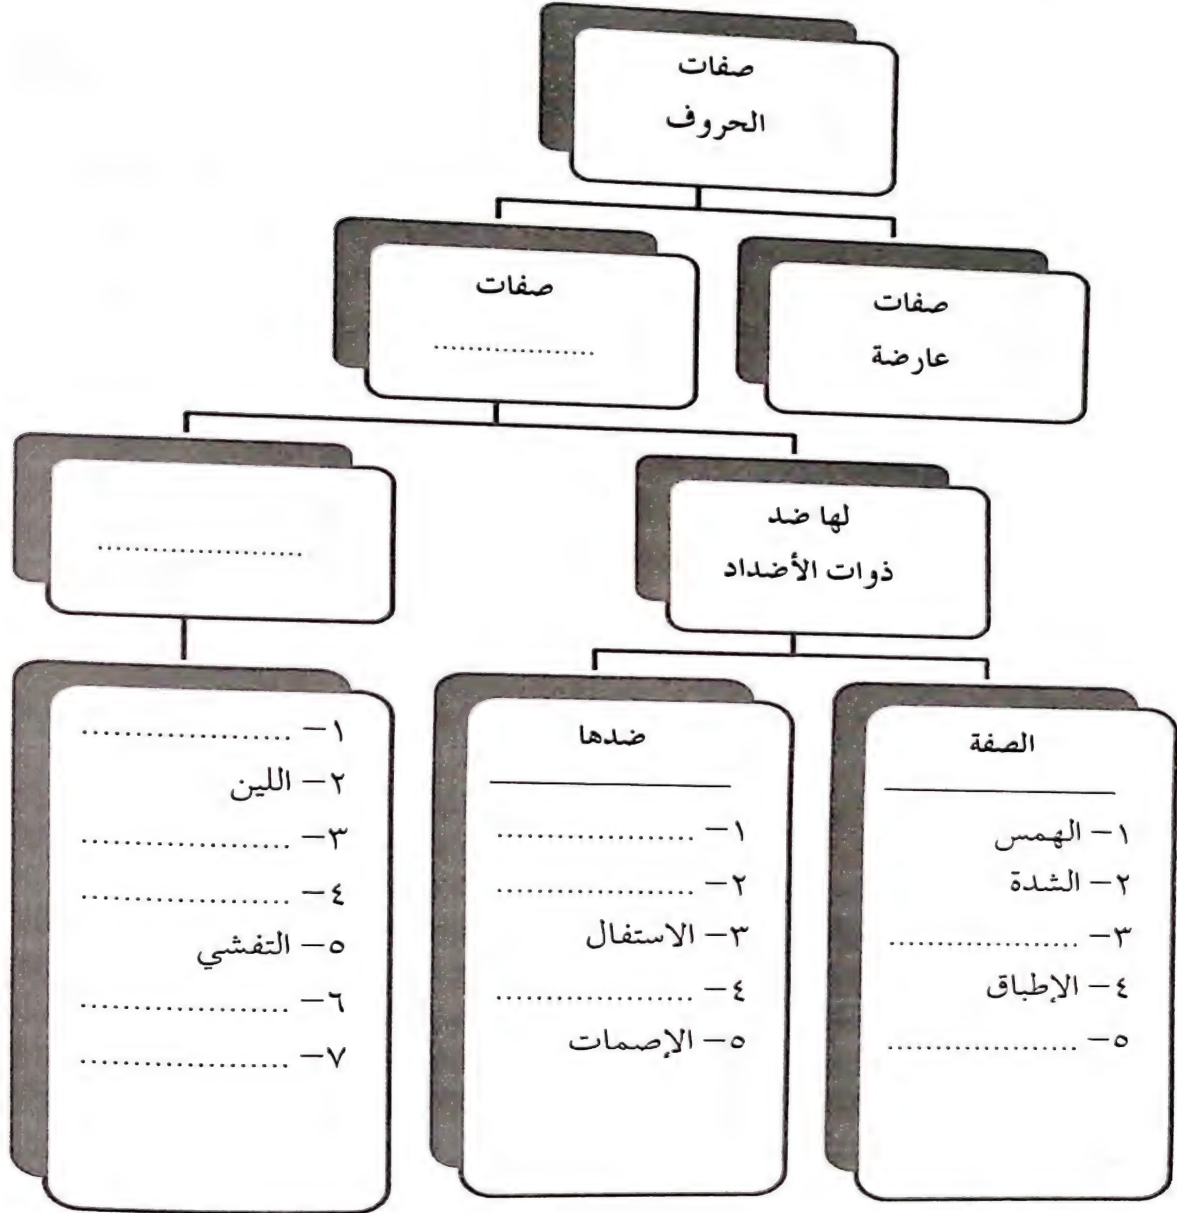 صفات
الحروف
صفات
عارضة
صفات
..................
لها ضد
ذوات الأضداد
.......................
الصفة
١- الهمس
٢- الشدة
٣- .....................
٤- الإطباق
٥- .....................
ضدها
١- .....................
٢- .....................
٣- الاستفال
٤- .....................
٥- الإصمات
١- .....................
٢- اللين
٣- .....................
٤- .....................
٥- التفشي
٦- .....................
٧- .....................